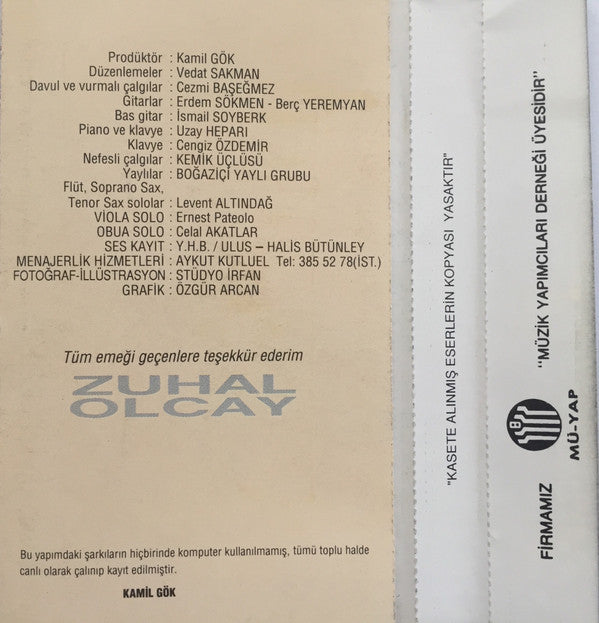 Prodüktör : Kamil GÖK
Düzenlemeler : Vedat SAKMAN
Davul ve vurmalı çalgılar : Cezmi BAŞEĞMEZ
Gitarlar : Erdem SÖKMEN - Berç YEREMYAN
Bas gitar : İsmail SOYBERK
Piano ve klavye : Uzay HEPARI
Klavye : Cengiz ÖZDEMİR
Nefesli çalgılar : KEMİK ÜÇLÜSÜ
Yaylılar : BOĞAZİÇİ YAYLI GRUBU
Flüt, Soprano Sax,
Tenor Sax sololar : Levent ALTINDAĞ
VİOLA SOLO : Ernest Pateolo
OBUA SOLO : Celal AKATLAR
SES KAYIT : Y.H.B. / ULUS – HALİS BÜTÜNLEY
MENAJERLİK HİZMETLERİ : AYKUT KUTLUEL Tel: 385 52 78(İST.)
FOTOĞRAF-İLLÜSTRASYON : STÜDYO İRFAN
GRAFİK : ÖZGÜR ARCAN
Tüm emeği geçenlere teşekkür ederim
ZUHAL
OLCAY
Bu yapımdaki şarkıların hiçbirinde komputer kullanılmamış, tümü toplu halde
canlı olarak çalınıp kayıt edilmiştir.
KAMİL GÖK
"KASETE ALINMIŞ ESERLERİN KOPYASI YASAKTIR"
FİRMAMIZ MÜ-YAP "MÜZİK YAPIMCILARI DERNEĞİ ÜYESİDİR"